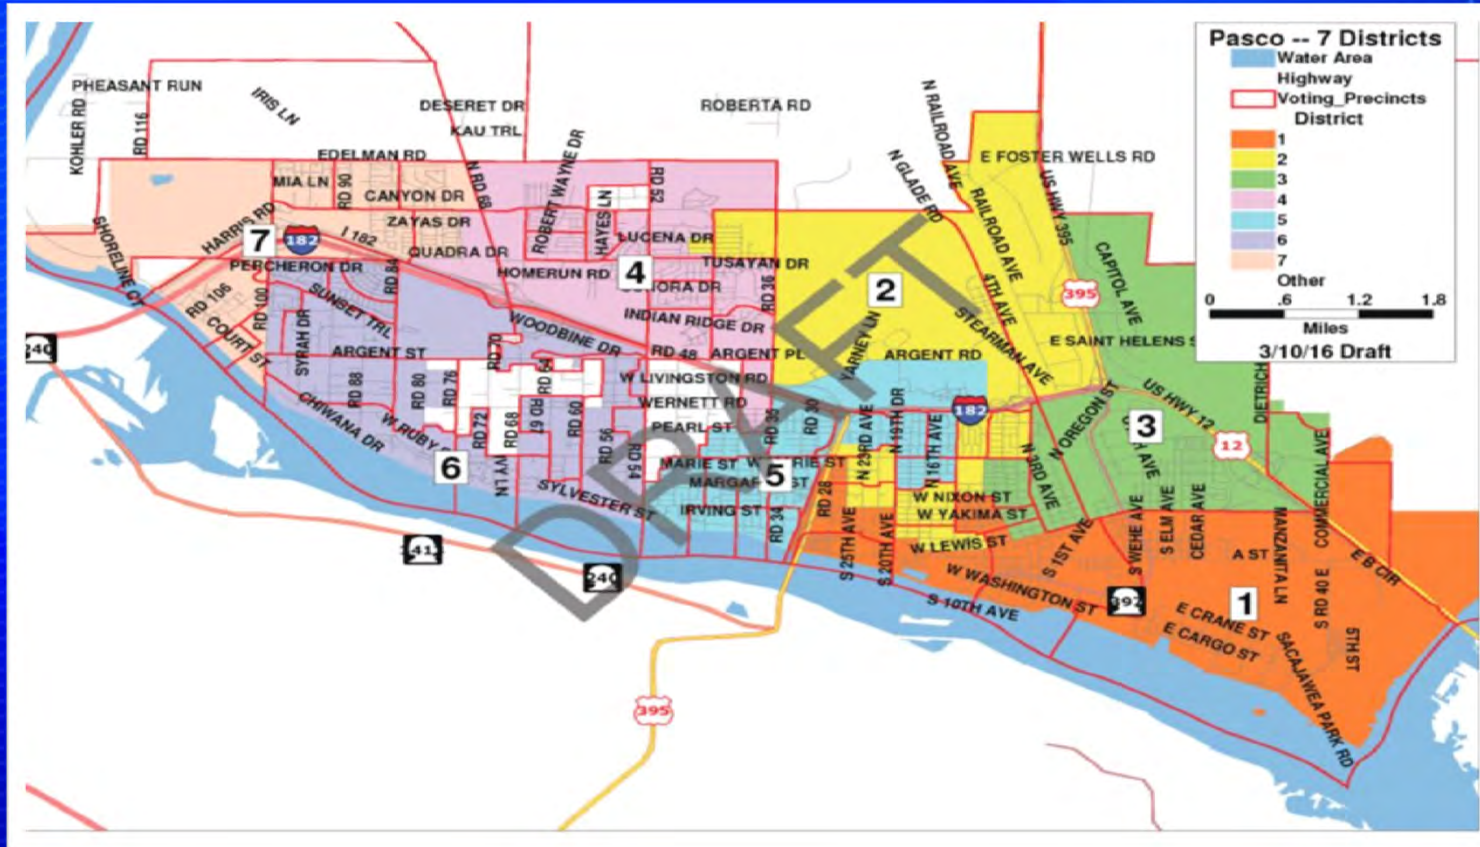 Pasco -- 7 Districts
Water Area
Highway
Voting_Precincts
District
1
2
3
4
5
6
7
Other
0 .6 1.2 1.8
Miles
3/10/16 Draft
PHEASANT RUN
KOHLER RD
RD 116
IRIS LN
DESERET DR
KAU TRL
ROBERTA RD
N RAILROAD AVE
E FOSTER WELLS RD
N GLADE RD
EDELMAN RD
MIA LN
RD 90
CANYON DR
N RD 68
ROBERT WAYNE DR
HAYES LN
RD 52
RAILROAD AVE
US HWY 395
SHORELINE CT
HARRIS RD
7
182
I 182
ZAYAS DR
QUADRA DR
LUCENA DR
4
HOMERUN RD
TUSAYAN DR
RD 36
2
4TH AVE
395
CAPITOL AVE
PERCHERON DR
RD 84
RD 106
RD 100
SUNSET TRL
SYRAH DR
COURT ST
WOODBINE DR
INDIAN RIDGE DR
VARNEY LN
STEARMAN AVE
E SAINT HELENS S
240
ARGENT ST
RD 70
RD 64
RD 48
ARGENT PL
ARGENT RD
US HWY 12
DIETRICH
RD 88
RD 80
RD 76
W LIVINGSTON RD
WERNETT RD
PEARL ST
RD 36
RD 30
182
N OREGON ST
3
12
CHIWANA DR
W RUBY
RD 72
RD 68
RD 67
RD 60
RD 56
RD 54
N 23RD AVE
N 19TH DR
N 16TH AVE
N 3RD AVE
COMMERCIAL AVE
6
MARIE ST
5
IRVING ST
RD 34
RD 28
SYLVESTER ST
W NIXON ST
W YAKIMA ST
W LEWIS ST
S 25TH AVE
S 20TH AVE
S 1ST AVE
S WEHE AVE
S ELM AVE
CEDAR AVE
MANZANITA LN
A ST
E B CIR
240
W WASHINGTON ST
S 10TH AVE
397
1
S RD 40 E
E CRANE ST
E CARGO ST
5TH ST
SACAJAWEA PARK RD
395
DRAFT